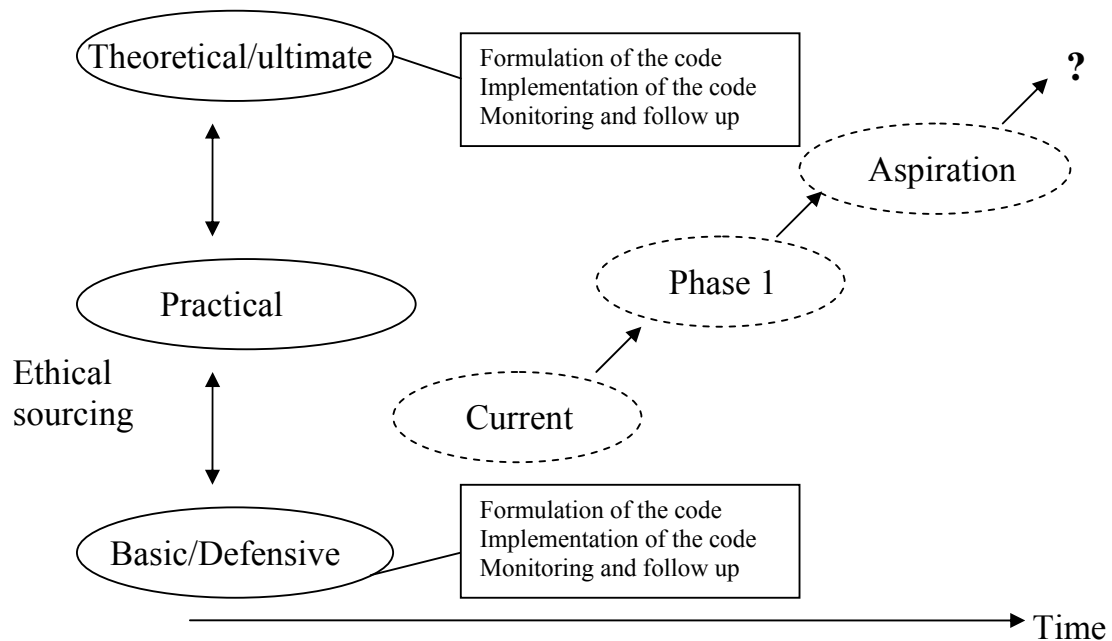 Theoretical/ultimate
Formulation of the code
Implementation of the code
Monitoring and follow up
?
Aspiration
Phase 1
Practical
Ethical
sourcing
Current
Basic/Defensive
Formulation of the code
Implementation of the code
Monitoring and follow up
Time